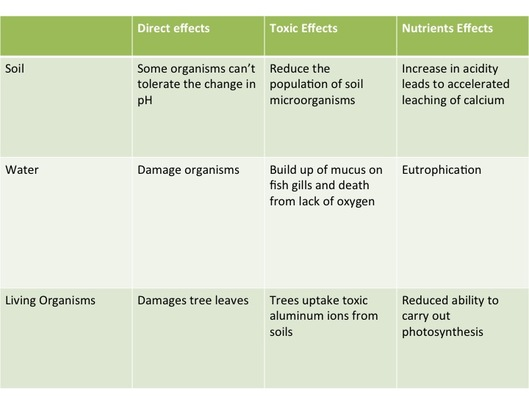 Direct effects
Toxic Effects
Nutrients Effects
Soil
Some organisms can't
tolerate the change in
pH
Reduce the
population of soil
microorganisms
Increase in acidity
leads to accelerated
leaching of calcium
Water
Damage organisms
Build up of mucus on
fish gills and death
from lack of oxygen
Eutrophication
Living Organisms
Damages tree leaves
Trees uptake toxic
aluminum ions from
soils
Reduced ability to
carry out
photosynthesis